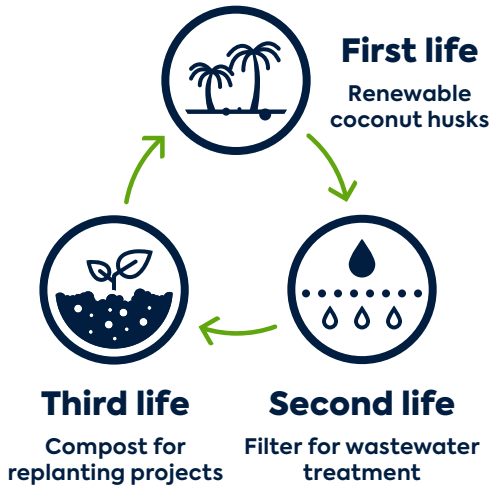 First life
Renewable
coconut husks
Third life
Compost for
replanting projects
Second life
Filter for wastewater
treatment